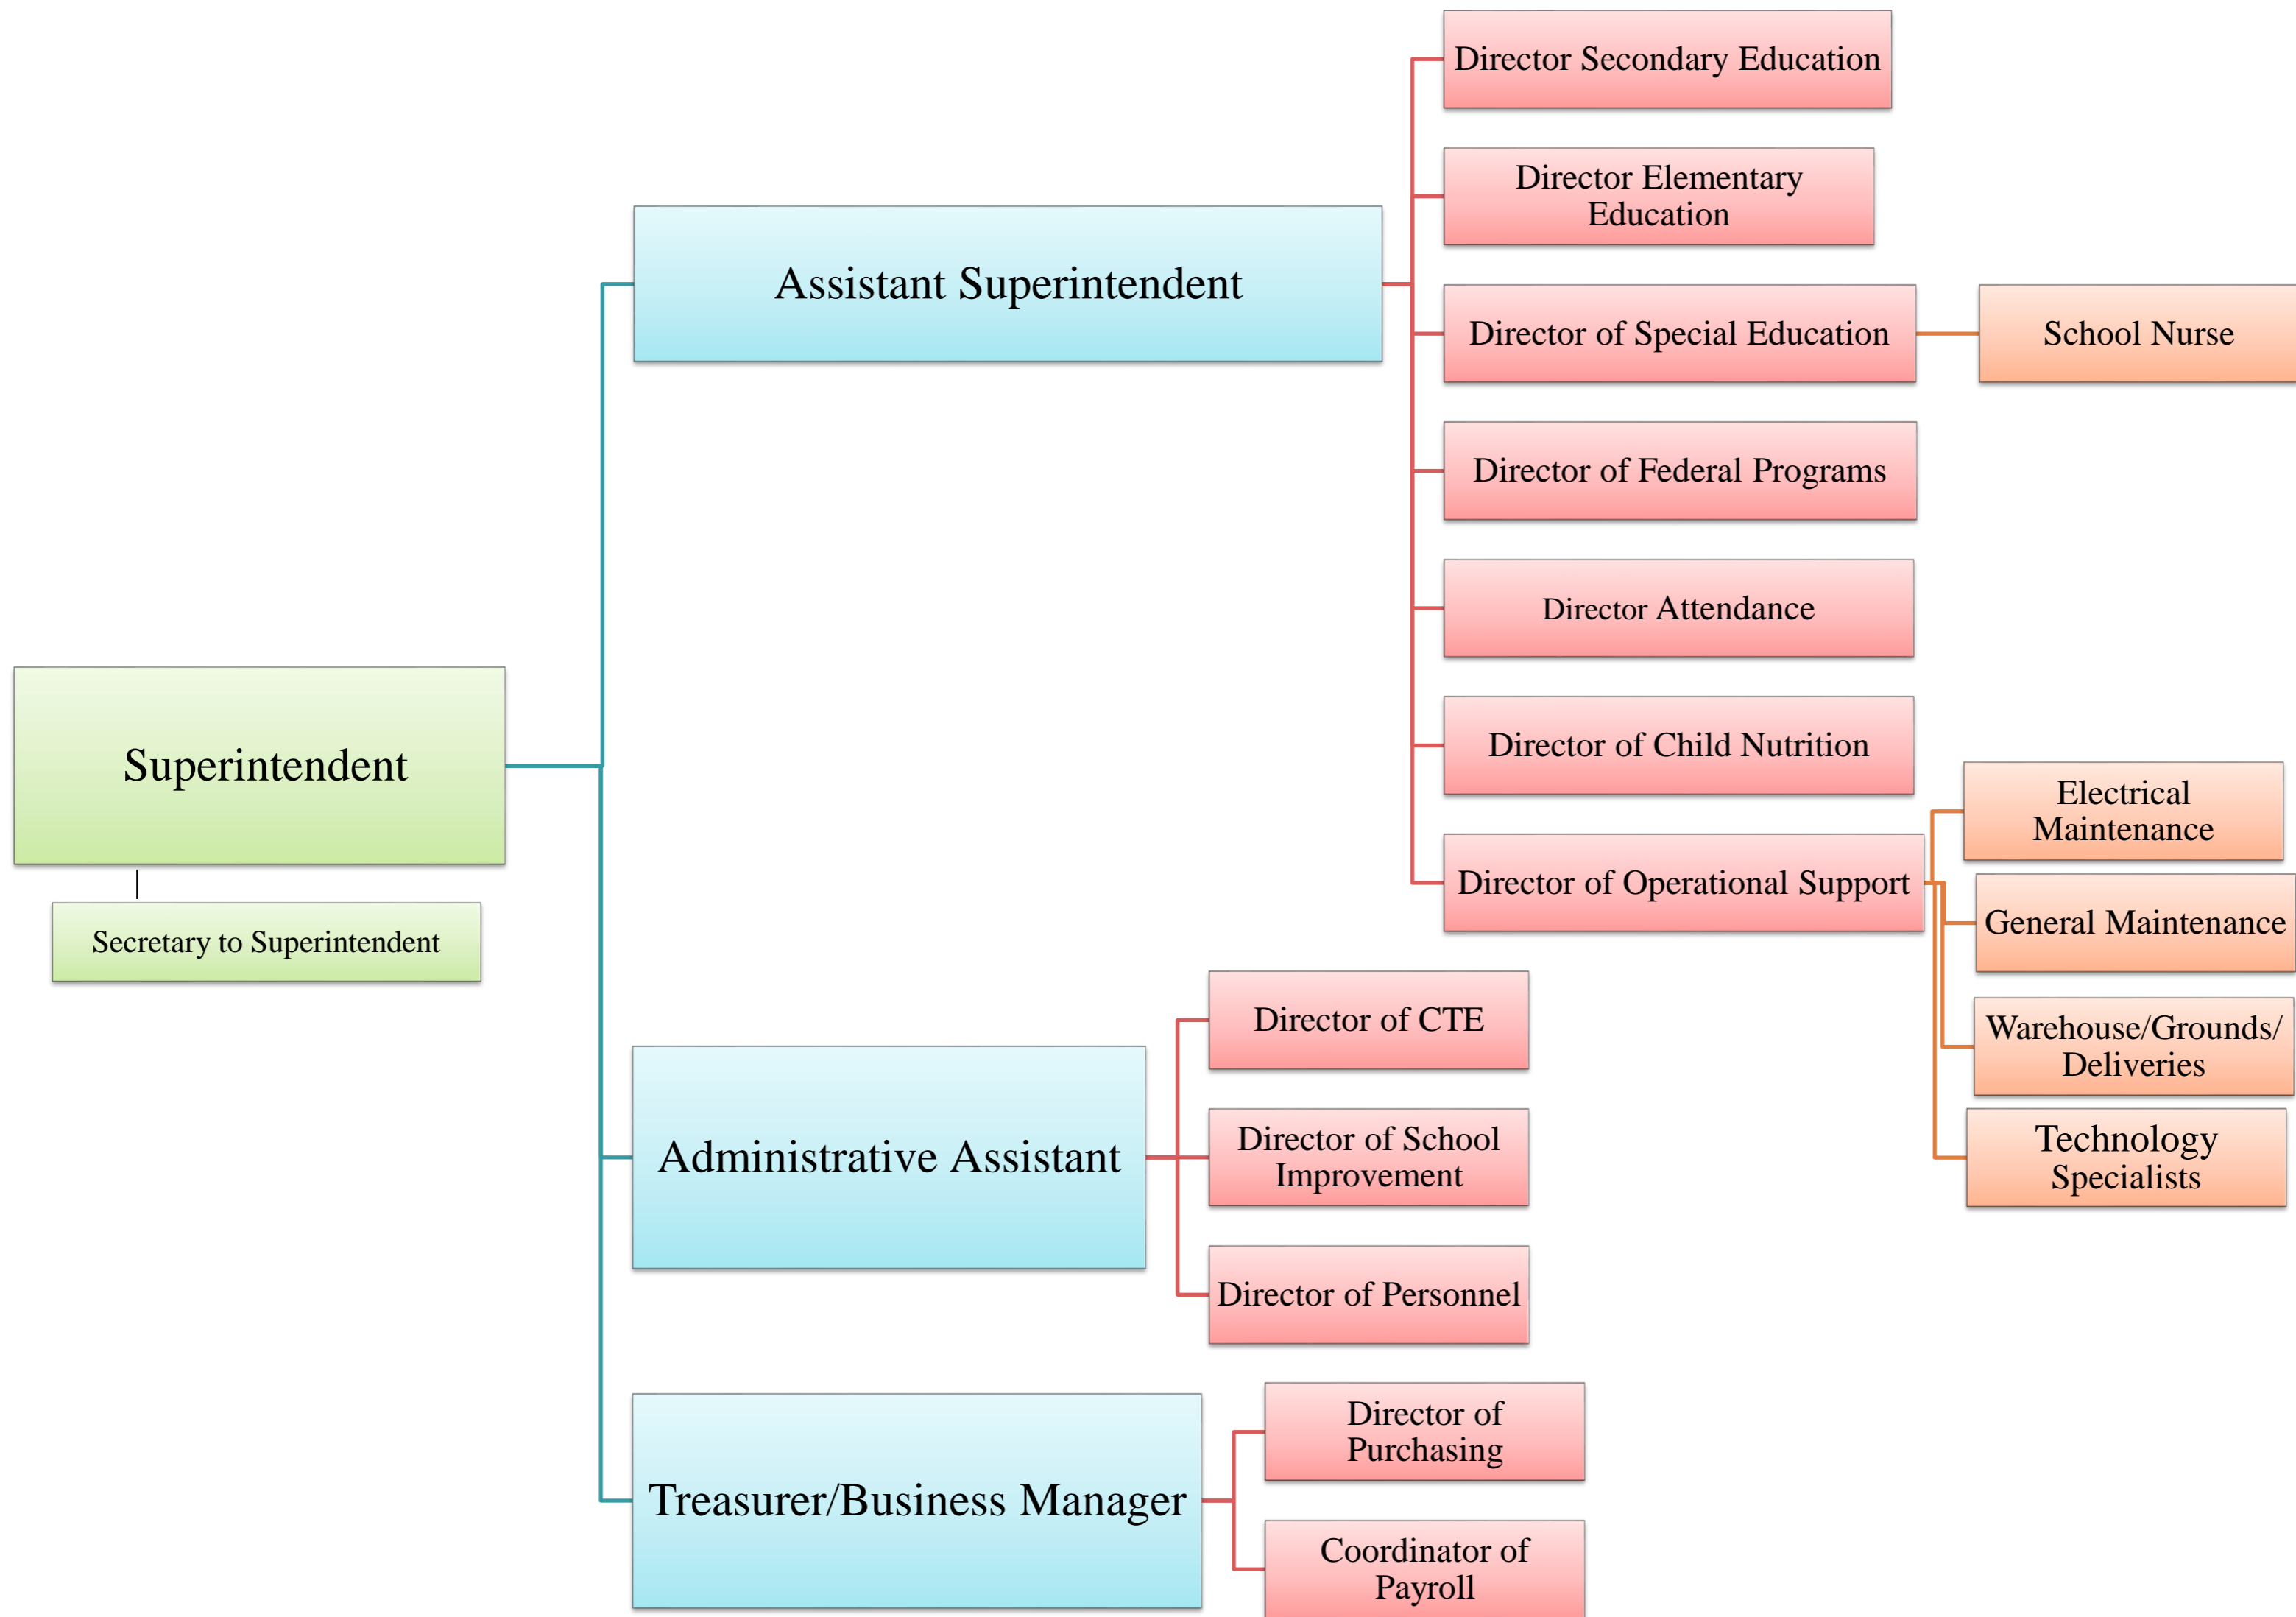 Superintendent
Secretary to Superintendent
Assistant Superintendent
Director Secondary Education
Director Elementary
Education
Director of Special Education
School Nurse
Director of Federal Programs
Director Attendance
Director of Child Nutrition
Director of Operational Support
Electrical
Maintenance
General Maintenance
Warehouse/Grounds/
Deliveries
Technology
Specialists
Administrative Assistant
Director of CTE
Director of School
Improvement
Director of Personnel
Treasurer/Business Manager
Director of
Purchasing
Coordinator of
Payroll